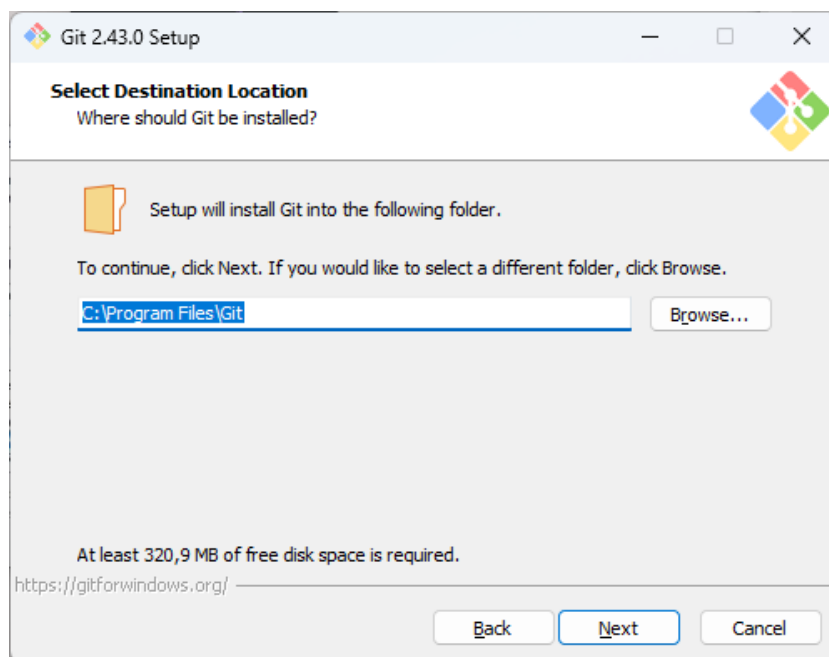 Git 2.43.0 Setup
Select Destination Location
Where should Git be installed?
Setup will install Git into the following folder.
To continue, click Next. If you would like to select a different folder, click Browse.
C:\Program Files\Git
Browse...
At least 320,9 MB of free disk space is required.
https://gitforwindows.org/
Back
Next
Cancel